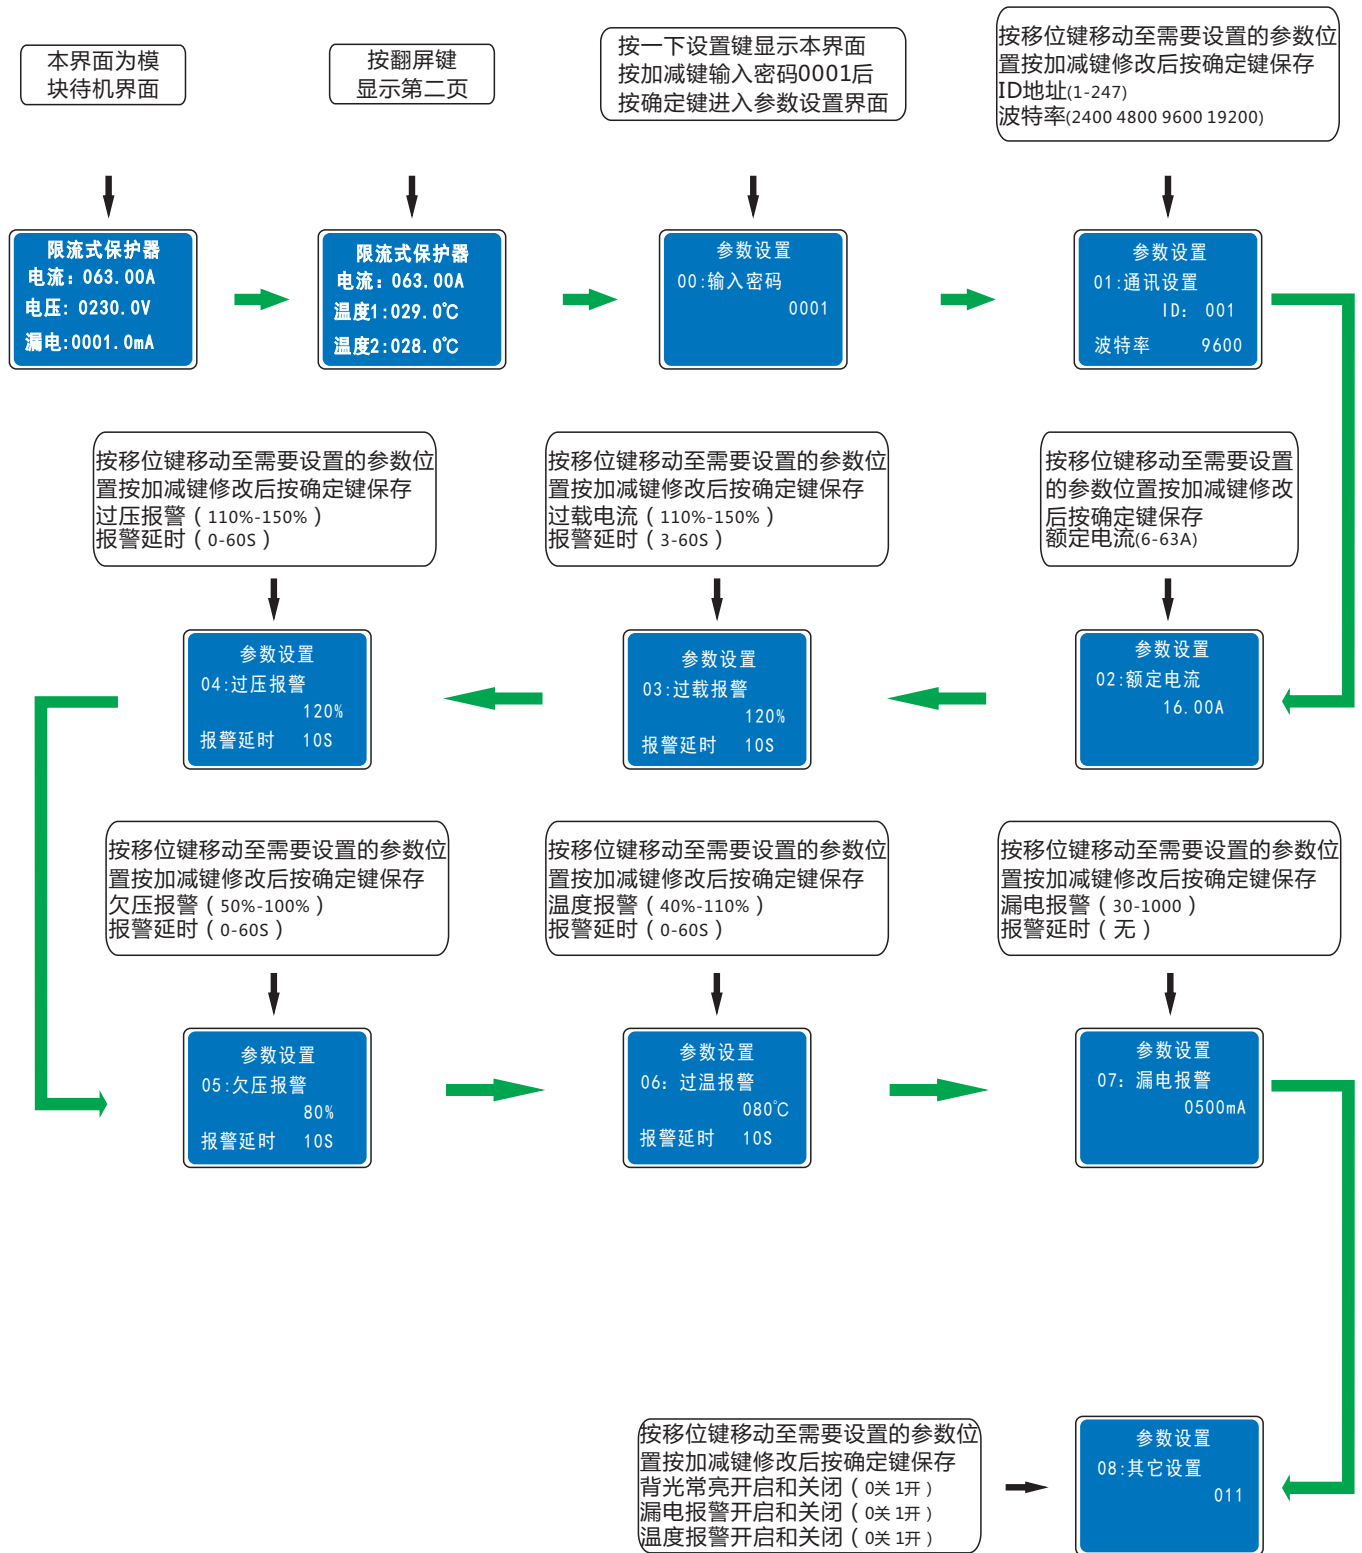 本界面为模
块待机界面
按翻屏键
显示第二页
按一下设置键显示本界面
按加减键输入密码0001后
按确定键进入参数设置界面
按移位键移动至需要设置的参数位
置按加减键修改后按确定键保存
ID地址(1-247)
波特率(2400 4800 9600 19200)
限流式保护器
电流: 063.00A
电压: 0230.0V
漏电:0001.0mA
限流式保护器
电流: 063.00A
温度1:029.0℃
温度2:028.0℃
参数设置
00:输入密码
0001
参数设置
01:通讯设置
ID: 001
波特率 9600
按移位键移动至需要设置的参数位
置按加减键修改后按确定键保存
过压报警（110%-150%）
报警延时（0-60S）
按移位键移动至需要设置的参数位
置按加减键修改后按确定键保存
过载电流（110%-150%）
报警延时（3-60S）
按移位键移动至需要设置
的参数位置按加减键修改
后按确定键保存
额定电流(6-63A)
参数设置
04:过压报警
120%
报警延时 10S
参数设置
03:过载报警
120%
报警延时 10S
参数设置
02:额定电流
16.00A
按移位键移动至需要设置的参数位
置按加减键修改后按确定键保存
欠压报警（50%-100%）
报警延时（0-60S）
按移位键移动至需要设置的参数位
置按加减键修改后按确定键保存
温度报警（40%-110%）
报警延时（0-60S）
按移位键移动至需要设置的参数位
置按加减键修改后按确定键保存
漏电报警（30-1000）
报警延时（无）
参数设置
05:欠压报警
80%
报警延时 10S
参数设置
06: 过温报警
080℃
报警延时 10S
参数设置
07: 漏电报警
0500mA
按移位键移动至需要设置的参数位
置按加减键修改后按确定键保存
背光常亮开启和关闭（0关 1开）
漏电报警开启和关闭（0关 1开）
温度报警开启和关闭（0关 1开）
参数设置
08:其它设置
011